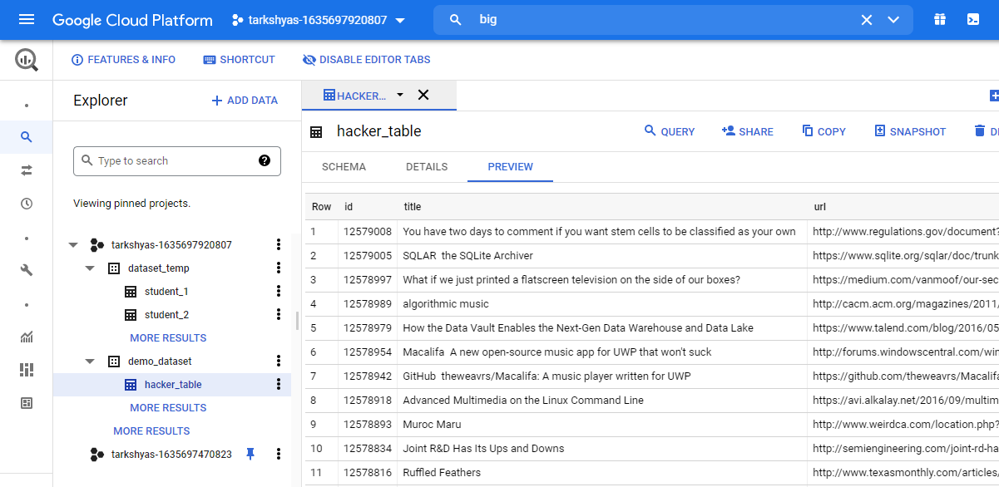 Google Cloud Platform tarkshyas-1635697920807 big
FEATURES & INFO SHORTCUT DISABLE EDITOR TABS
Explorer ADD DATA
Type to search
Viewing pinned projects.
tarkshyas-1635697920807
dataset_temp
student_1
student_2
MORE RESULTS
demo_dataset
hacker_table
MORE RESULTS
MORE RESULTS
tarkshyas-1635697470823
HACKER...
hacker_table QUERY SHARE COPY SNAPSHOT DE
SCHEMA DETAILS PREVIEW
Row id title url
1 12579008 You have two days to comment if you want stem cells to be classified as your own http://www.regulations.gov/document?
2 12579005 SQLAR the SQLite Archiver https://www.sqlite.org/sqlar/doc/trunk
3 12578997 What if we just printed a flatscreen television on the side of our boxes? https://medium.com/vanmoof/our-sec
4 12578989 algorithmic music http://cacm.acm.org/magazines/2011/
5 12578979 How the Data Vault Enables the Next-Gen Data Warehouse and Data Lake https://www.talend.com/blog/2016/05
6 12578954 Macalifa A new open-source music app for UWP that won't suck http://forums.windowscentral.com/win
7 12578942 GitHub theweavrs/Macalifa: A music player written for UWP https://github.com/theweavrs/Macalifa
8 12578918 Advanced Multimedia on the Linux Command Line https://avi.alkalay.net/2016/09/multim
9 12578893 Muroc Maru http://www.weirdca.com/location.php?
10 12578834 Joint R&D Has Its Ups and Downs http://semiengineering.com/joint-rd-ha
11 12578816 Ruffled Feathers http://www.texasmonthly.com/articles/